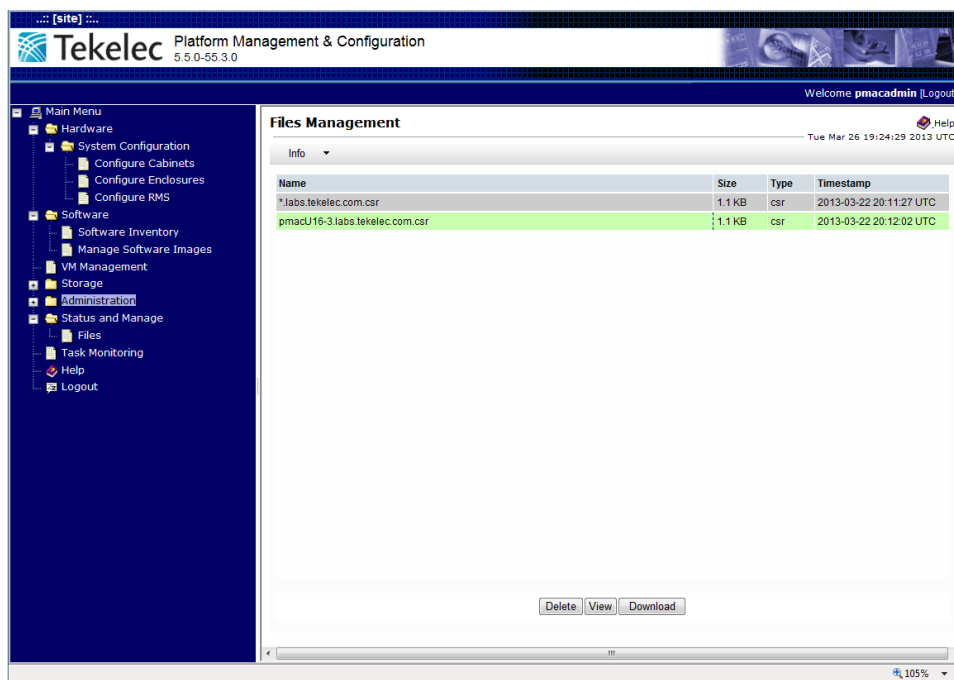 ..:: [site] ::..
Tekelec Platform Management & Configuration
5.5.0-55.3.0
Welcome pmacadmin [Logout
Main Menu
Hardware
System Configuration
Configure Cabinets
Configure Enclosures
Configure RMS
Software
Software Inventory
Manage Software Images
VM Management
Storage
Administration
Status and Manage
Files
Task Monitoring
Help
Logout
Files Management
Help
Tue Mar 26 19:24:29 2013 UTC
Info
Name Size Type Timestamp
*.labs.tekelec.com.csr 1.1 KB csr 2013-03-22 20:11:27 UTC
pmacU16-3.labs.tekelec.com.csr 1.1 KB csr 2013-03-22 20:12:02 UTC
Delete View Download
105%